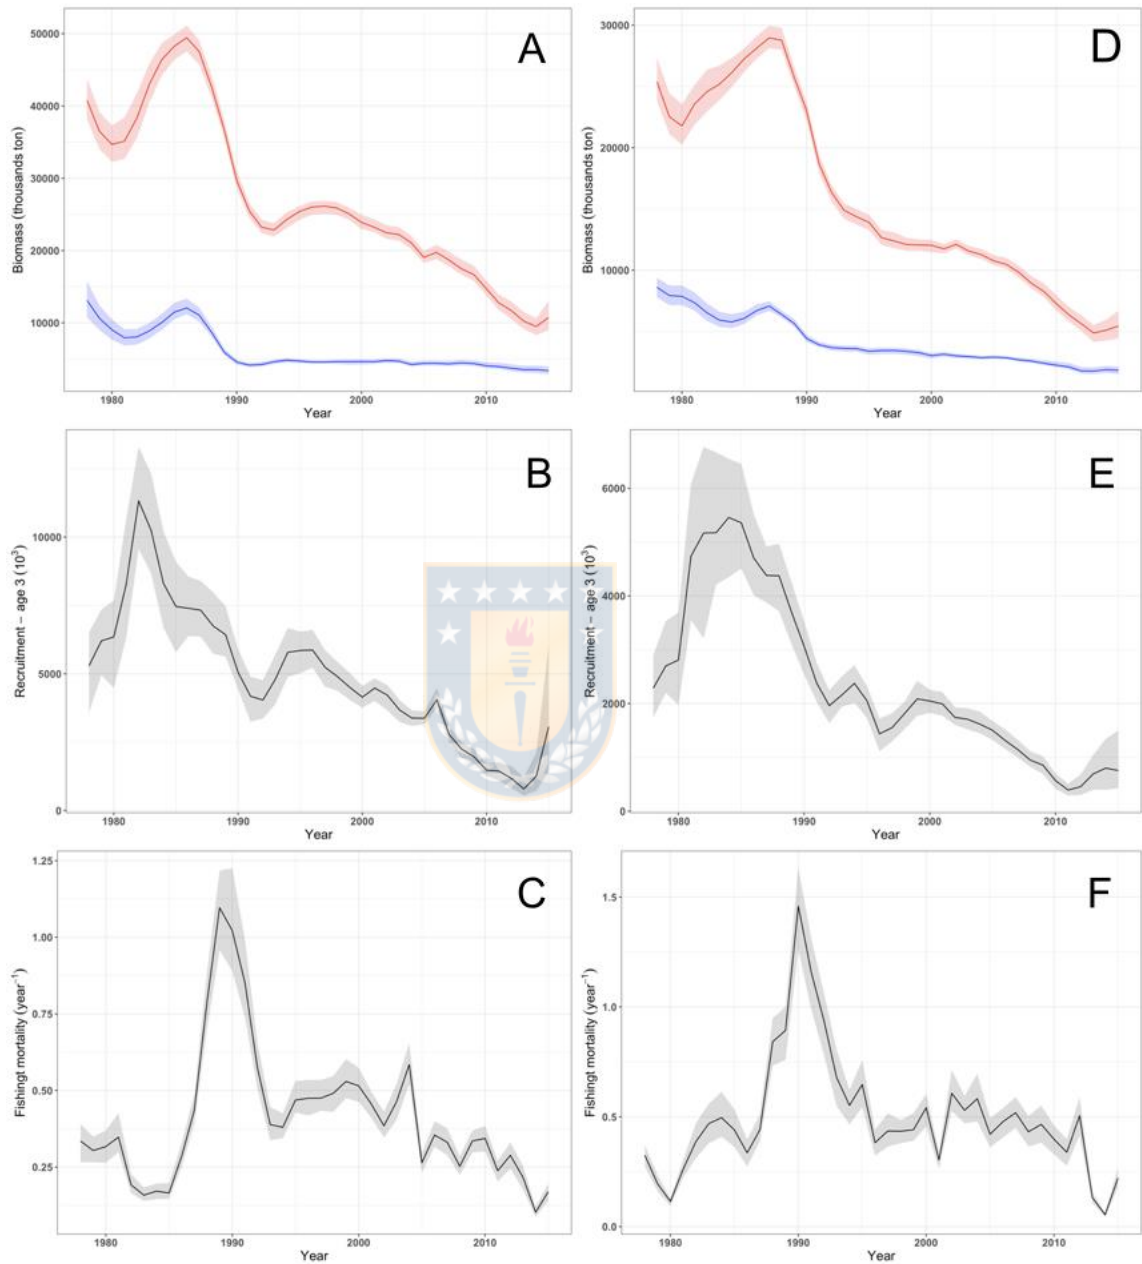 A
Biomass (thousands ton)
50000
40000
30000
20000
10000
1980 1990 2000 2010
Year
D
Biomass (thousands ton)
30000
20000
10000
1980 1990 2000 2010
Year
B
Recruitment − age 3 (10³)
10000
5000
0
1980 1990 2000 2010
Year
E
Recruitment − age 3 (10³)
6000
4000
2000
0
1980 1990 2000 2010
Year
C
Fishingt mortality (year⁻¹)
1.25
1.00
0.75
0.50
0.25
1980 1990 2000 2010
Year
F
Fishingt mortality (year⁻¹)
1.5
1.0
0.5
0.0
1980 1990 2000 2010
Year